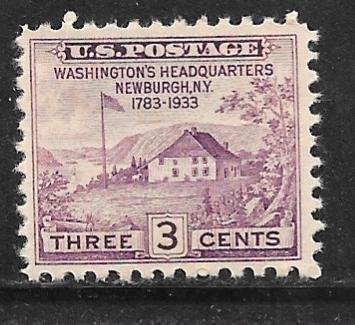 U.S. POSTAGE
WASHINGTON'S HEADQUARTERS
NEWBURGH, N.Y.
1783-1933
THREE 3 CENTS